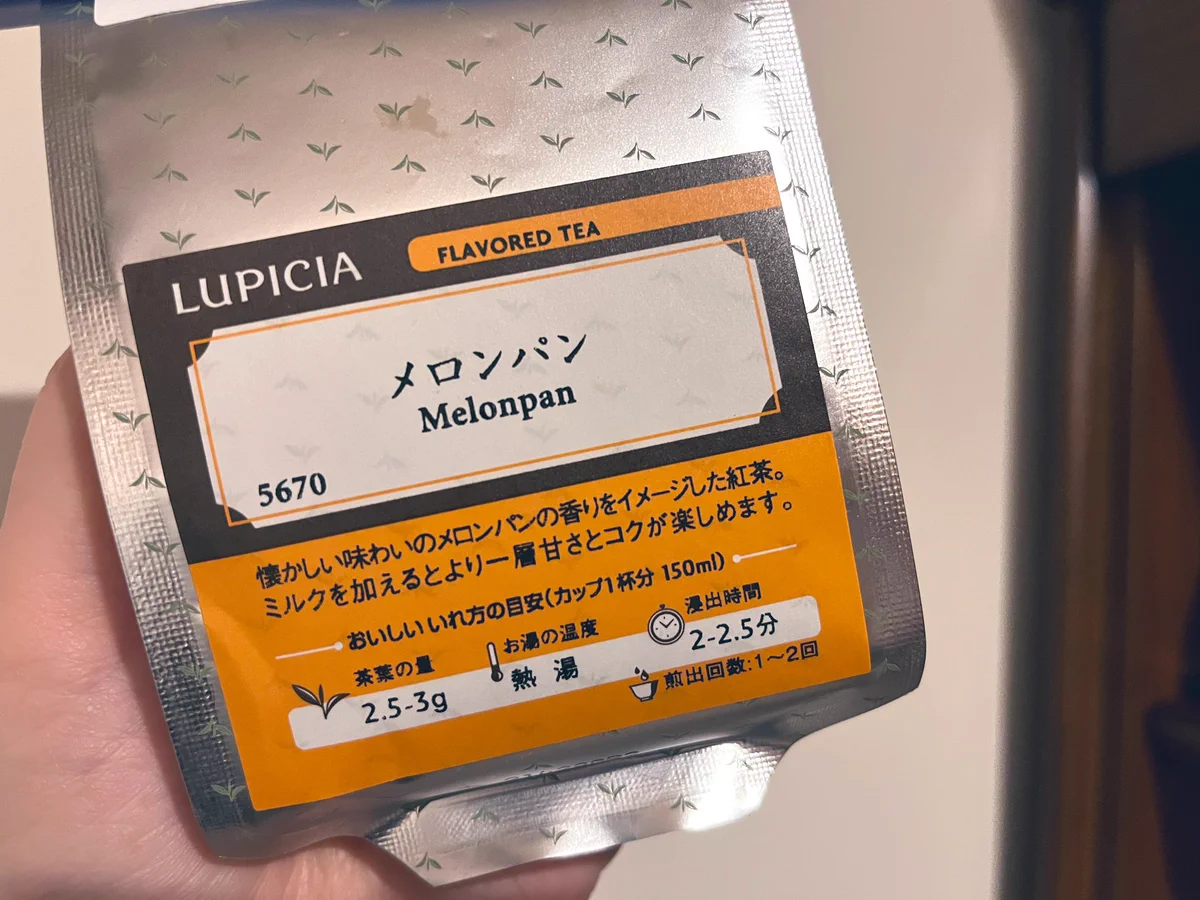 LUPICIA
FLAVORED TEA
メロンパン
Melonpan
5670
懐かしい味わいのメロンパンの香りをイメージした紅茶。
ミルクを加えるとより一層甘さとコクが楽しめます。
おいしいいれ方の目安(カップ1杯分 150ml)
茶葉の量
2.5-3g
お湯の温度
熱湯
浸出時間
2-2.5分
煎出回数:1～2回